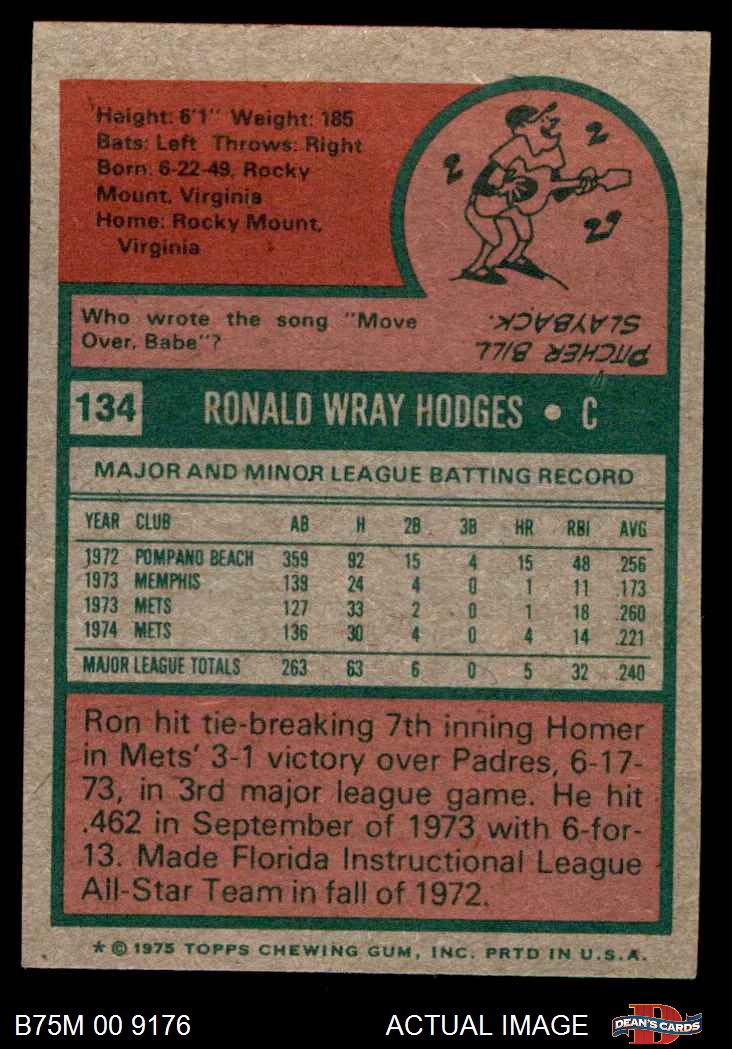 Height: 6'1" Weight: 185
Bats: Left Throws: Right
Born: 6-22-49, Rocky
Mount, Virginia
Home: Rocky Mount,
Virginia
Who wrote the song "Move
Over, Babe"?
PITCHER BILL
SLAYBACK.
134 RONALD WRAY HODGES • C
MAJOR AND MINOR LEAGUE BATTING RECORD
YEAR CLUB AB H 2B 3B HR RBI AVG
1972 POMPANO BEACH 359 92 15 4 15 48 .256
1973 MEMPHIS 139 24 4 0 1 11 .173
1973 METS 127 33 2 0 1 18 .260
1974 METS 136 30 4 0 4 14 .221
MAJOR LEAGUE TOTALS 263 63 6 0 5 32 .240
Ron hit tie-breaking 7th inning Homer
in Mets' 3-1 victory over Padres, 6-17-
73, in 3rd major league game. He hit
.462 in September of 1973 with 6-for-
13. Made Florida Instructional League
All-Star Team in fall of 1972.
* © 1975 TOPPS CHEWING GUM, INC. PRTD IN U.S.A.
B75M 00 9176 ACTUAL IMAGE
DEAN'S CARDS